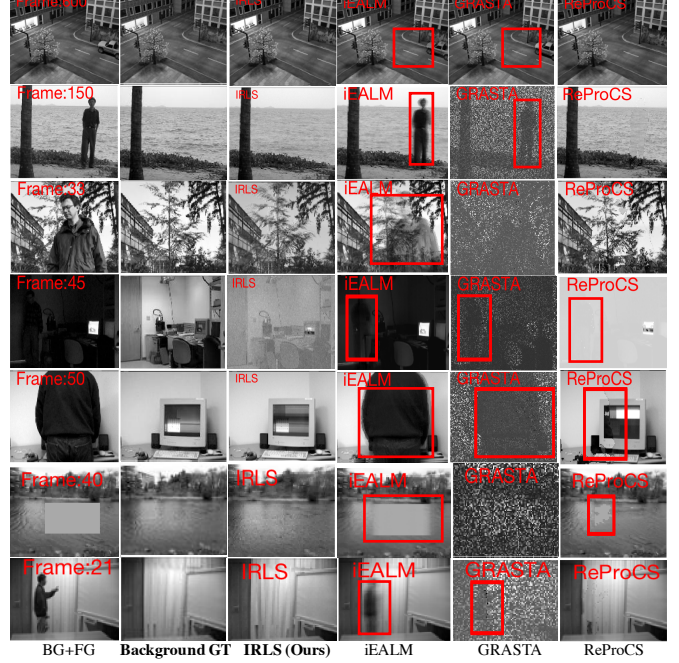 IRLS iEALM GRASTA ReProCS
Frame:150 IRLS iEALM GRASTA ReProCS
Frame:33 IRLS iEALM GRASTA ReProCS
Frame:45 IRLS iEALM GRASTA ReProCS
Frame:50 IRLS iEALM GRASTA ReProCS
Frame:40 IRLS iEALM GRASTA ReProCS
Frame:21 IRLS iEALM GRASTA ReProCS
BG+FG Background GT IRLS (Ours) iEALM GRASTA ReProCS